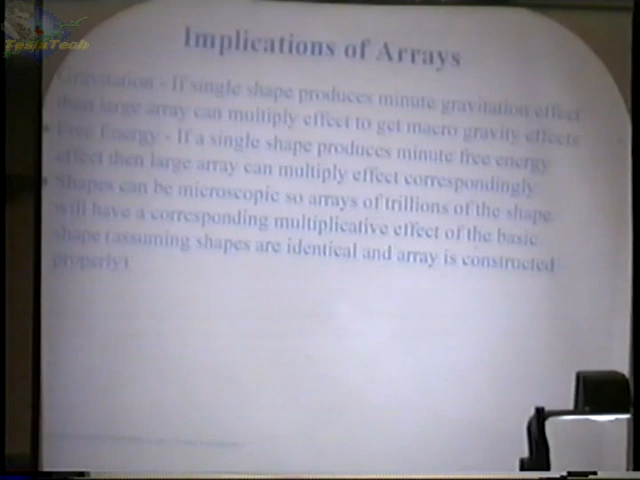 TeslaTech
Implications of Arrays
Gravitation - If single shape produces minute gravitation effect
then large array can multiply effect to get macro gravity effects
• Free Energy - If a single shape produces minute free energy
effect then large array can multiply effect correspondingly
• Shapes can be microscopic so arrays of trillions of the shape
will have a corresponding multiplicative effect of the basic
shape (assuming shapes are identical and array is constructed
properly)